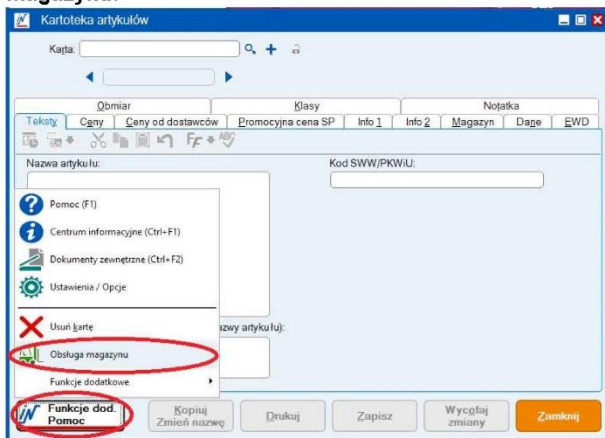 magazynu.
Kartoteka artykułów
Karta:
Obmiar Klasy Notatka
Teksty Ceny Ceny od dostawców Promocyjna cena SP Info 1 Info 2 Magazyn Dane EWD
Nazwa artykułu: Kod SWW/PKWiU:
Pomoc (F1)
Centrum informacyjne (Ctrl+F1)
Dokumenty zewnętrzne (Ctrl+F2)
Ustawienia / Opcje
Usuń kartę
azwy artykułu):
Obsługa magazynu
Funkcje dodatkowe
Funkcje dod. Pomoc
Kopiuj Zmień nazwę
Drukuj
Zapisz
Wycofaj zmiany
Zamknij